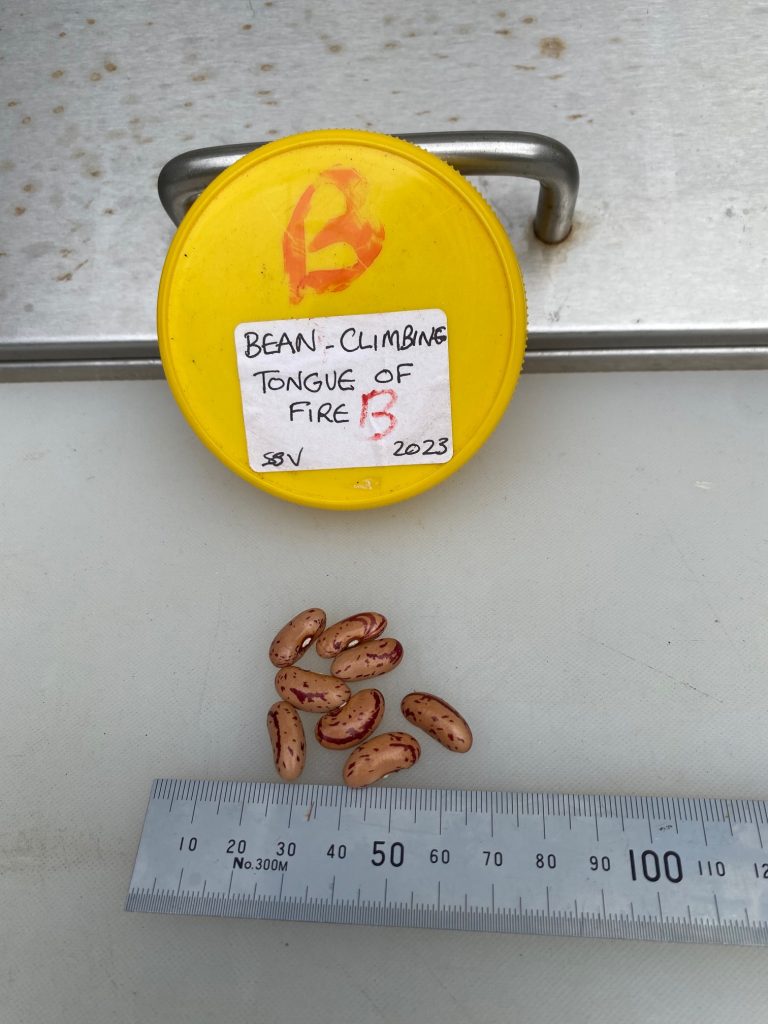 B
BEAN - CLIMBING
TONGUE OF
FIRE B
SBV 2023
10 20 30 40 50 60 70 80 90 100 110
No.300M